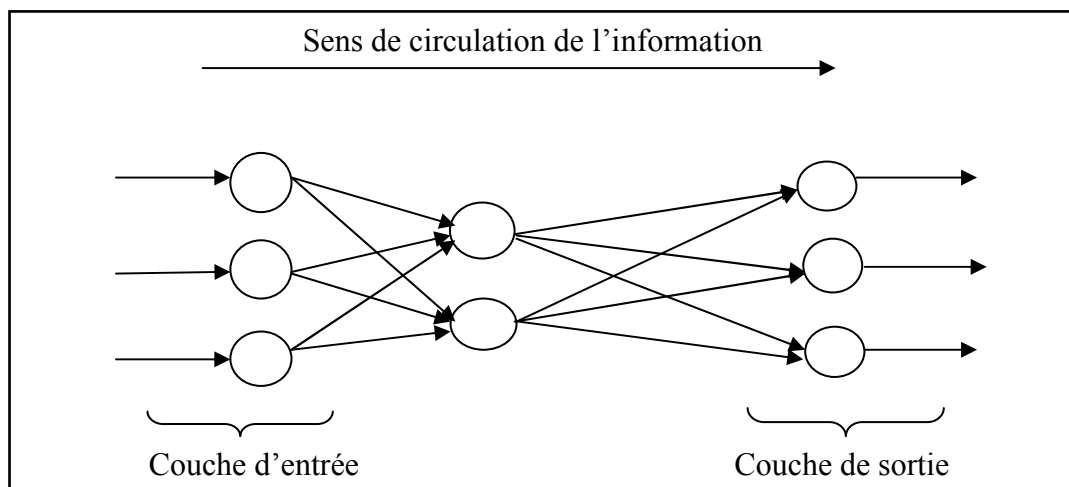 Sens de circulation de l’information
Couche d’entrée
Couche de sortie